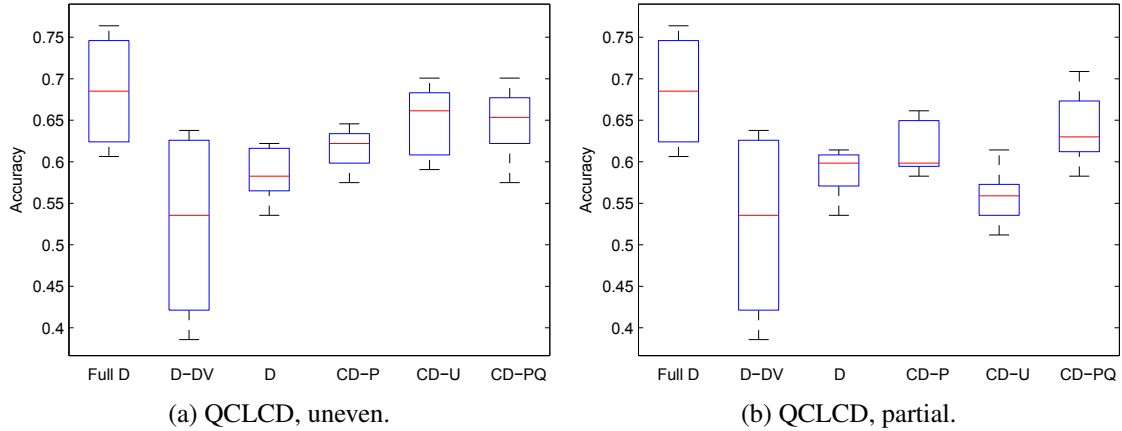 0.75
0.7
0.65
0.6
0.55
0.5
0.45
0.4
Accuracy
Full D D−DV D CD−P CD−U CD−PQ
(a) QCLCD, uneven.
0.75
0.7
0.65
0.6
0.55
0.5
0.45
0.4
Accuracy
Full D D−DV D CD−P CD−U CD−PQ
(b) QCLCD, partial.